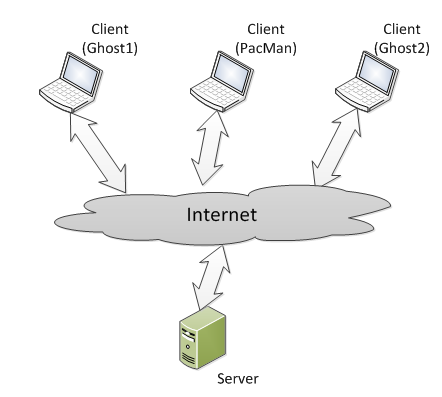 Client
(Ghost1)
Client
(PacMan)
Client
(Ghost2)
Internet
Server